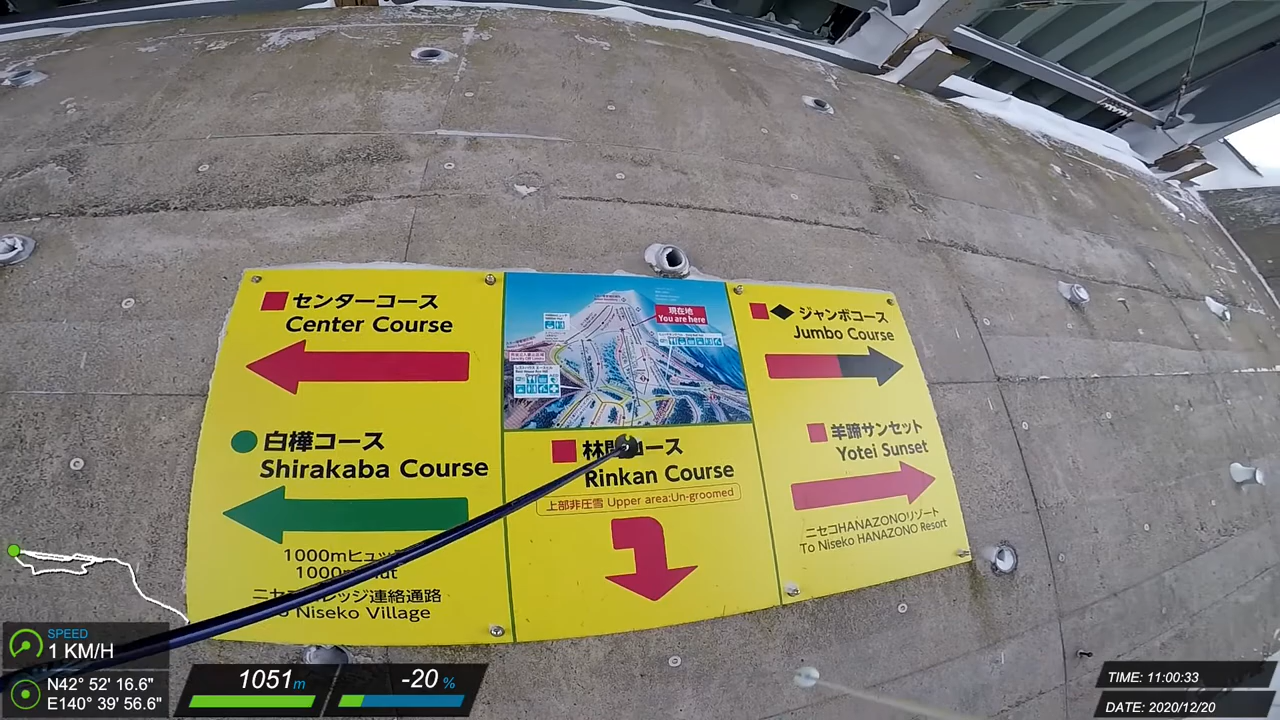 センターコース
Center Course
白樺コース
Shirakaba Course
1000mヒュッ
1000m
ニセコ レッジ連絡通路
Niseko Village
現在地
You are here
林間コース
Rinkan Course
上部非圧雪 Upper area:Un-groomed
ジャンボコース
Jumbo Course
羊蹄サンセット
Yotei Sunset
ニセコHANAZONOリゾート
To Niseko HANAZONO Resort
SPEED
1 KM/H
N42° 52' 16.6"
E140° 39' 56.6"
1051m
-20 %
TIME: 11:00:33
DATE: 2020/12/20